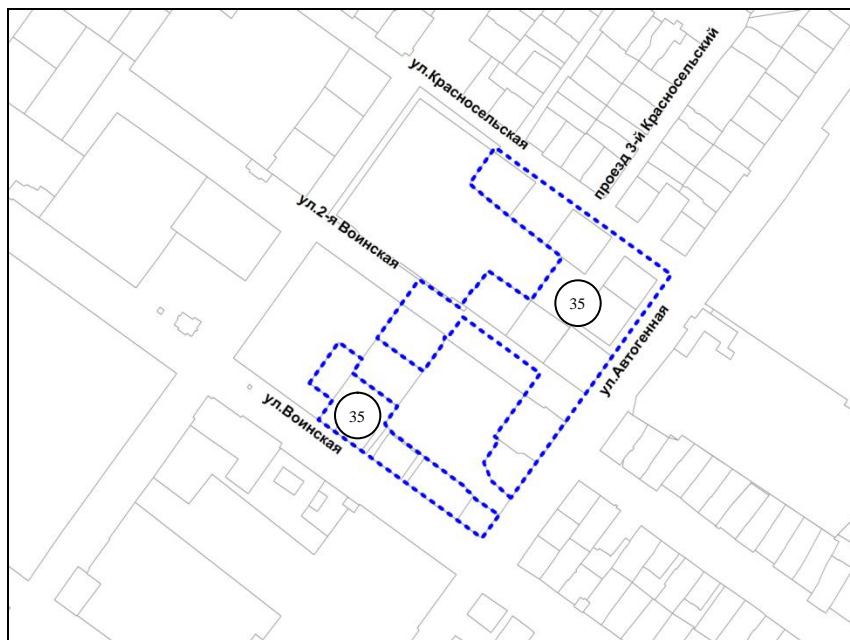 ул.Красносельская
проезд 3-й Красносельский
ул.2-я Воинская
35
ул.Автогенная
35
ул.Воинская